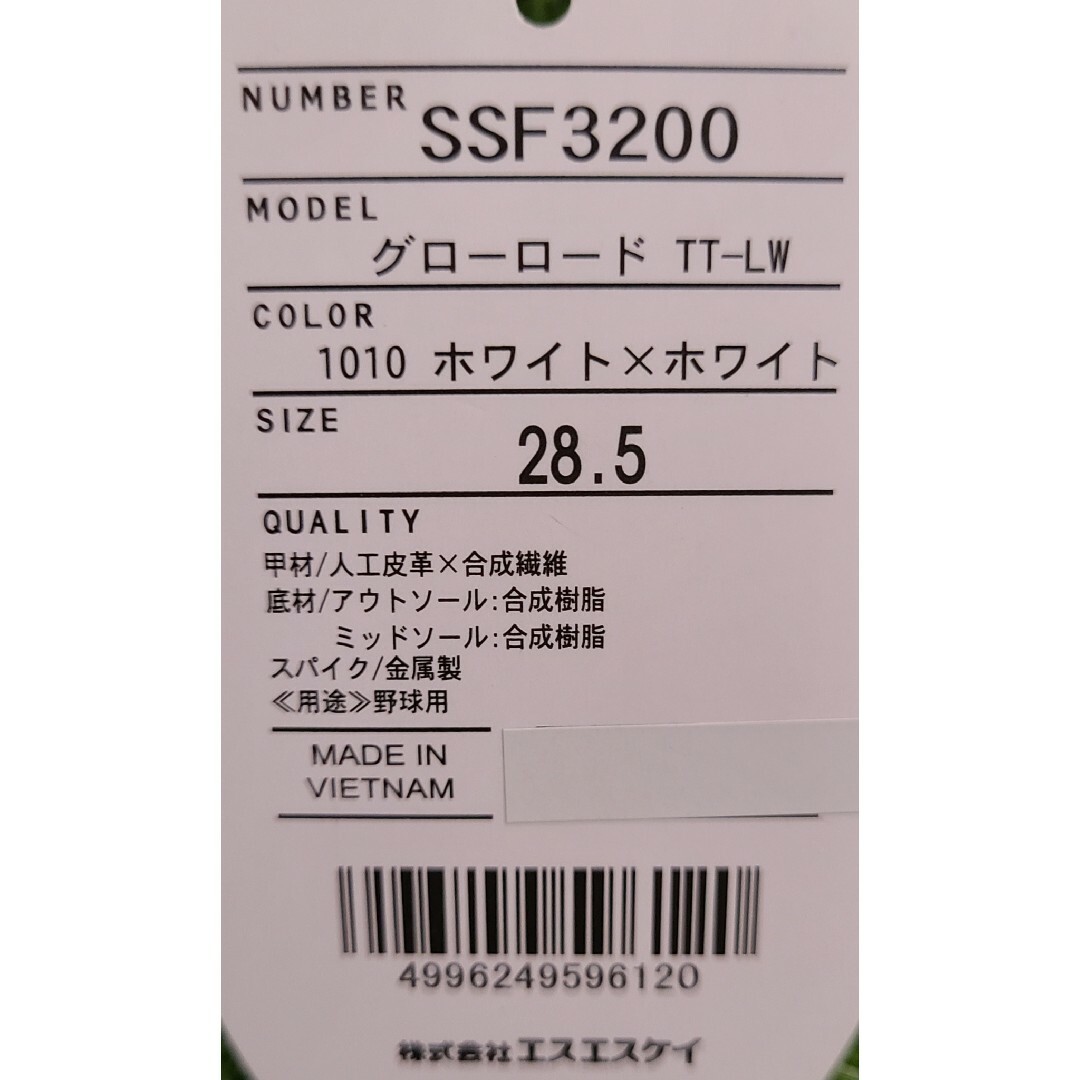 NUMBER SSF3200
MODEL
グローロード TT-LW
COLOR
1010 ホワイト×ホワイト
SIZE
28.5
QUALITY
甲材/人工皮革×合成繊維
底材/アウトソール:合成樹脂
ミッドソール:合成樹脂
スパイク/金属製
≪用途≫野球用
MADE IN
VIETNAM
4996249596120
株式会社エスエスケイ